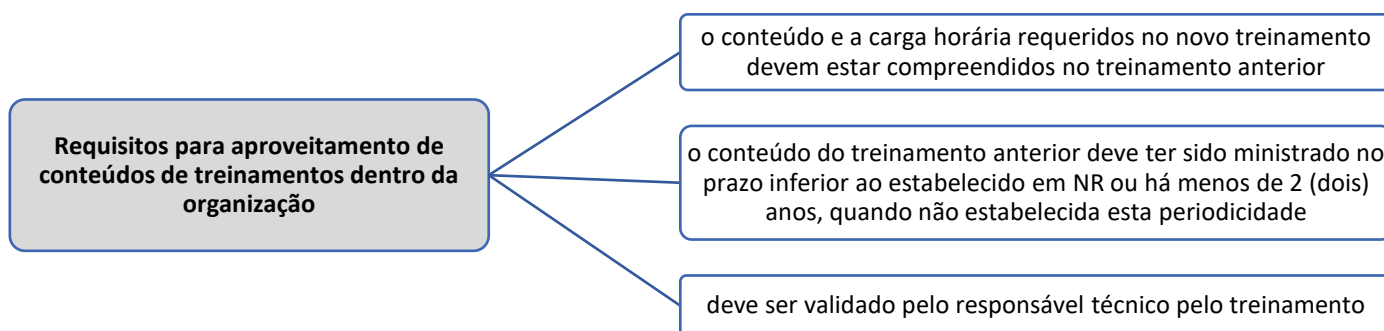 Requisitos para aproveitamento de
conteúdos de treinamentos dentro da
organização
o conteúdo e a carga horária requeridos no novo treinamento
devem estar compreendidos no treinamento anterior
o conteúdo do treinamento anterior deve ter sido ministrado no
prazo inferior ao estabelecido em NR ou há menos de 2 (dois)
anos, quando não estabelecida esta periodicidade
deve ser validado pelo responsável técnico pelo treinamento